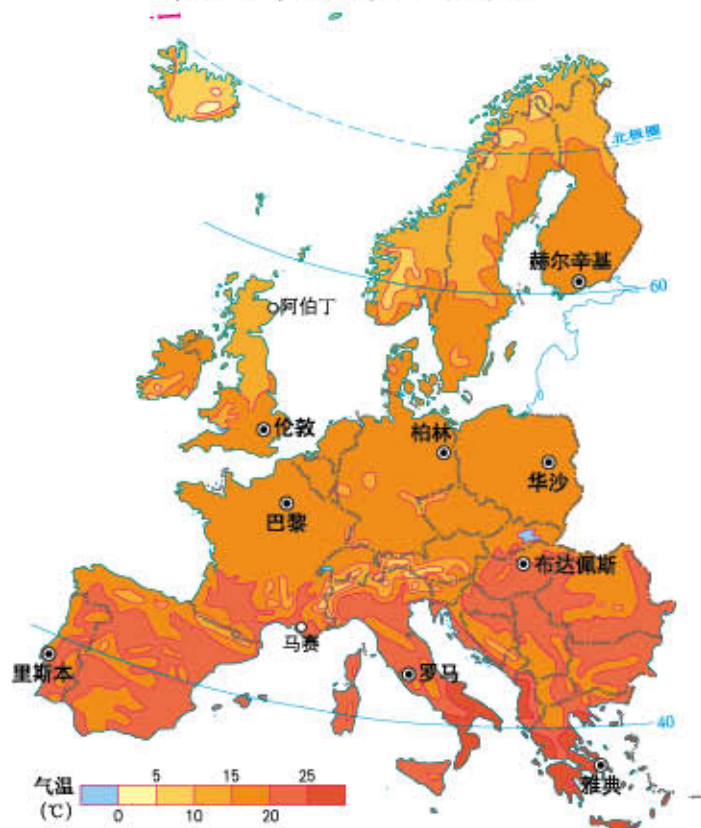 北极圈
赫尔辛基
60
阿伯丁
伦敦
柏林
华沙
巴黎
布达佩斯
马赛
里斯本
罗马
40
雅典
气温
(℃)
5 15 25
0 10 20